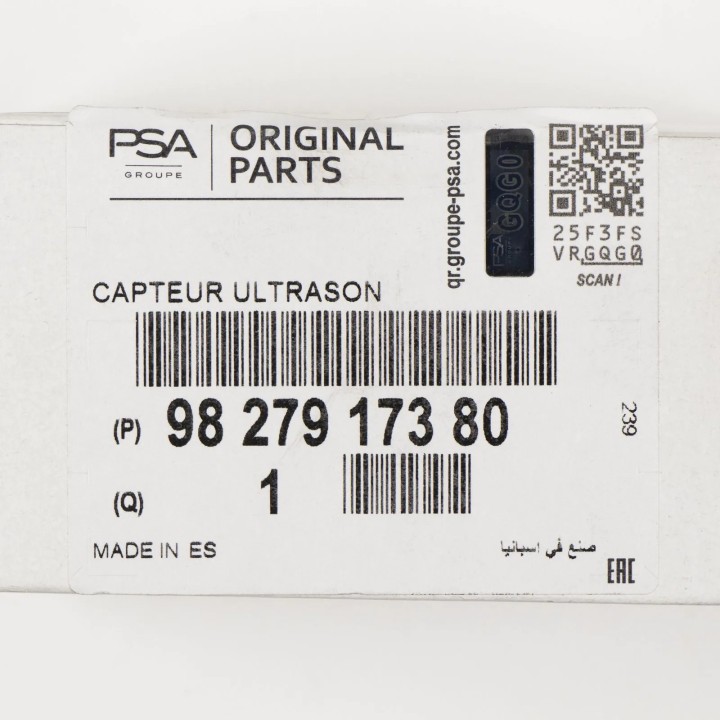 PSA
GROUPE
ORIGINAL
PARTS
qr.groupe-psa.com
PSA GQG0
25F3FS
VRGQG0
SCAN!
CAPTEUR ULTRASON
(P) 98 279 173 80
239
(Q) 1
MADE IN ES
صنع في اسبانيا
EAC